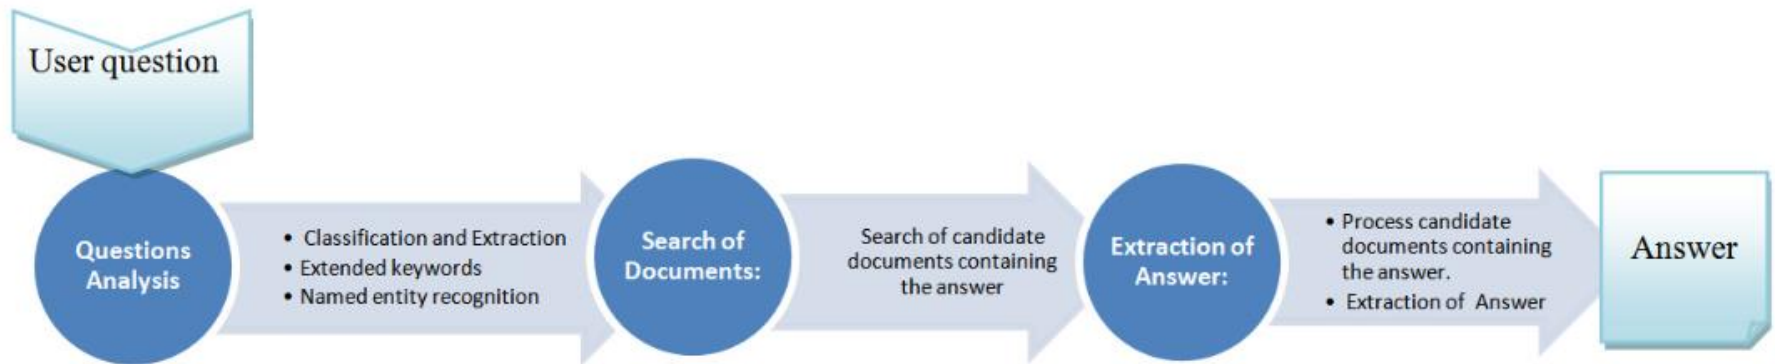 User question
Questions
Analysis
• Classification and Extraction
• Extended keywords
• Named entity recognition
Search of
Documents:
Search of candidate
documents containing
the answer
Extraction of
Answer:
• Process candidate
documents containing
the answer.
• Extraction of Answer
Answer